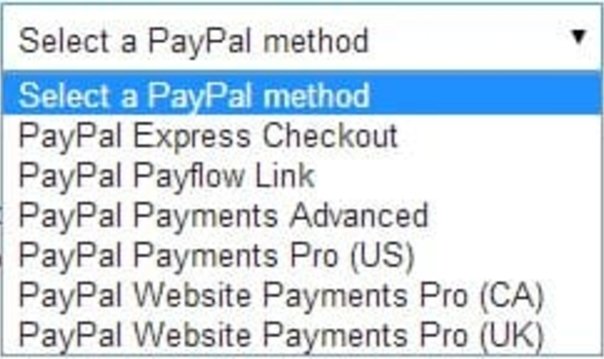 Select a PayPal method
Select a PayPal method
PayPal Express Checkout
PayPal Payflow Link
PayPal Payments Advanced
PayPal Payments Pro (US)
PayPal Website Payments Pro (CA)
PayPal Website Payments Pro (UK)